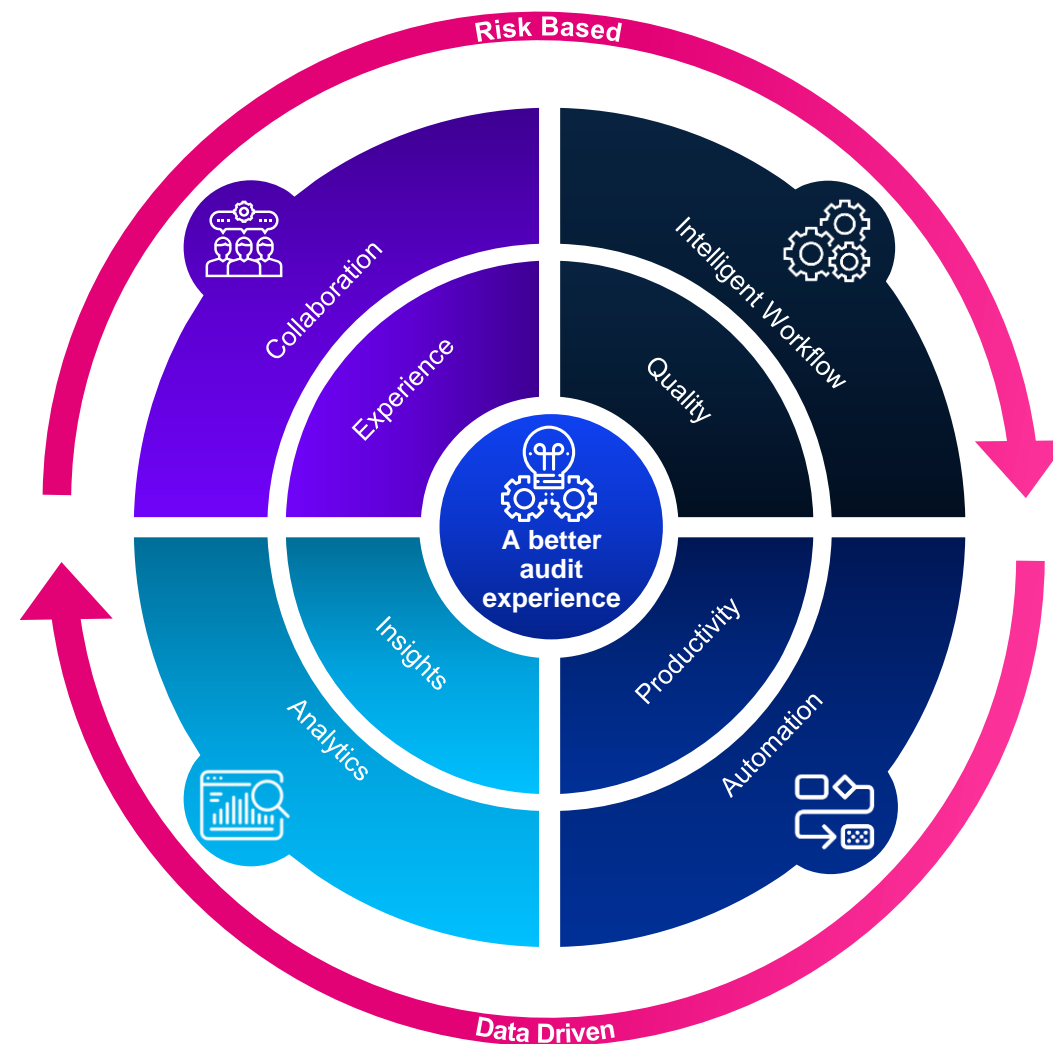 Risk Based
Collaboration
Intelligent Workflow
Experience
Quality
A better
audit
experience
Insights
Productivity
Analytics
Automation
Data Driven